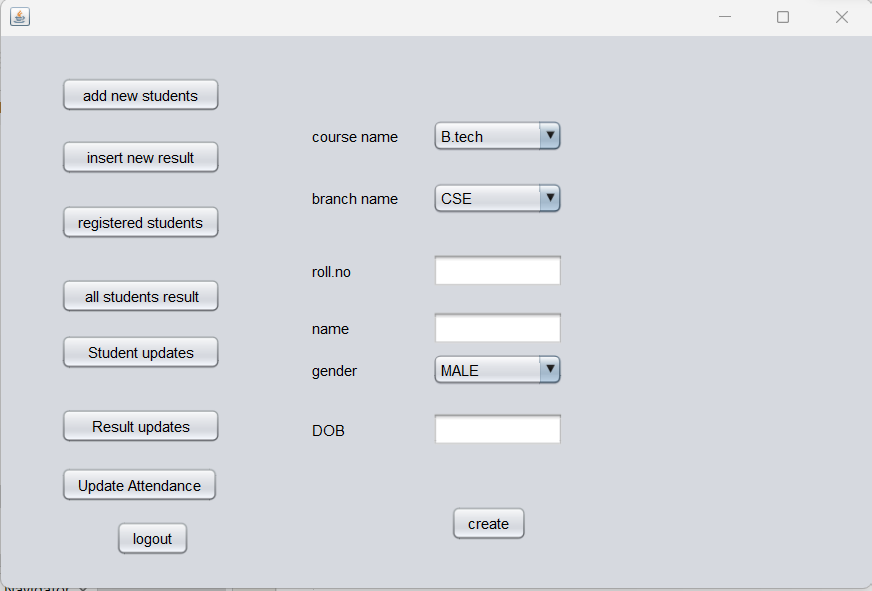 add new students
insert new result
registered students
all students result
Student updates
Result updates
Update Attendance
logout
course name B.tech
branch name CSE
roll.no
name
gender MALE
DOB
create
Navigator